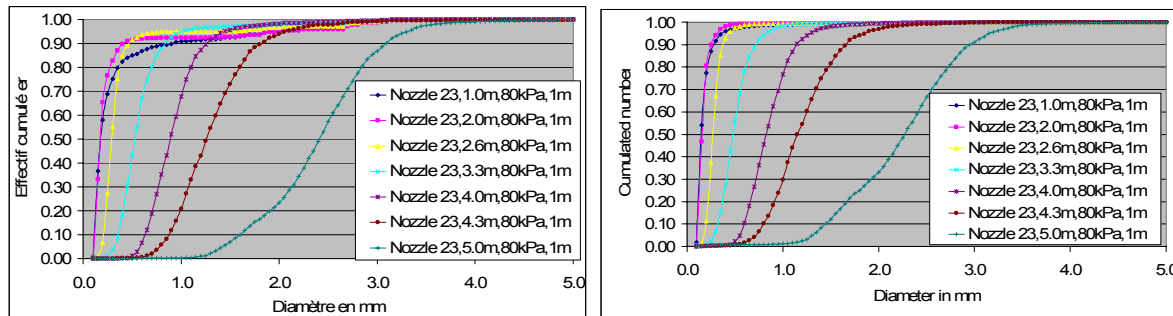 Effectif cumulé er
1.00
0.90
0.80
0.70
0.60
0.50
0.40
0.30
0.20
0.10
0.00
0.0 1.0 2.0 3.0 4.0 5.0
Diamètre en mm
Nozzle 23,1.0m,80kPa,1m
Nozzle 23,2.0m,80kPa,1m
Nozzle 23,2.6m,80kPa,1m
Nozzle 23,3.3m,80kPa,1m
Nozzle 23,4.0m,80kPa,1m
Nozzle 23,4.3m,80kPa,1m
Nozzle 23,5.0m,80kPa,1m
Cumulated number
1.00
0.90
0.80
0.70
0.60
0.50
0.40
0.30
0.20
0.10
0.00
0.0 1.0 2.0 3.0 4.0 5.0
Diameter in mm
Nozzle 23,1.0m,80kPa,1m
Nozzle 23,2.0m,80kPa,1m
Nozzle 23,2.6m,80kPa,1m
Nozzle 23,3.3m,80kPa,1m
Nozzle 23,4.0m,80kPa,1m
Nozzle 23,4.3m,80kPa,1m
Nozzle 23,5.0m,80kPa,1m